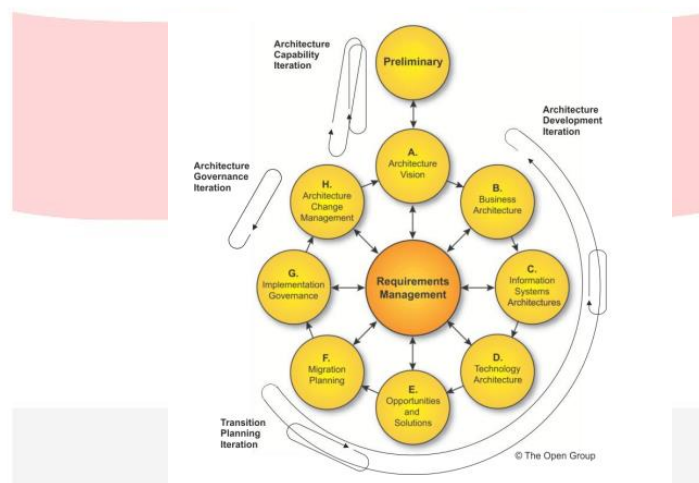 Architecture
Capability
Iteration
Preliminary
Architecture
Development
Iteration
A.
Architecture
Vision
Architecture
Governance
Iteration
H.
Architecture
Change
Management
B.
Business
Architecture
G.
Implementation
Governance
Requirements
Management
C.
Information
Systems
Architectures
F.
Migration
Planning
D.
Technology
Architecture
E.
Opportunities
and
Solutions
Transition
Planning
Iteration
© The Open Group